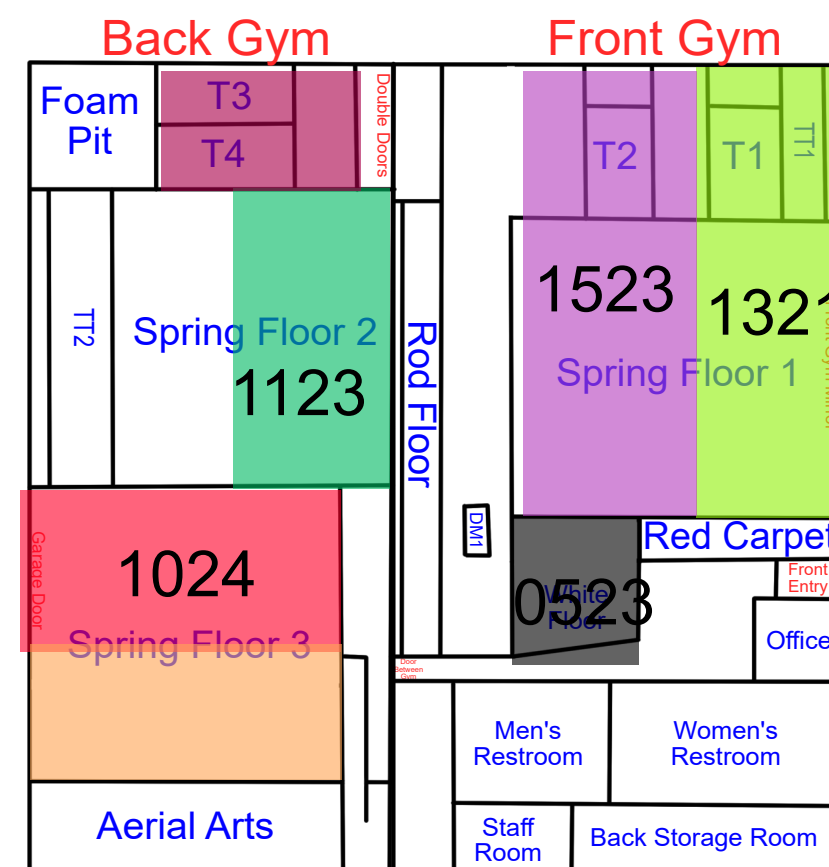 Back Gym
Front Gym
Foam
Pit
T3
T4
Double Doors
T2
T1
TT1
TT2
Spring Floor 2
1123
Rod Floor
1523
1321
Spring Floor 1
DM1
Red Carpet
Front
Entry
White
Floor
0523
Office
Garage Door
1024
Spring Floor 3
Door
Between
Gym
Men's
Restroom
Women's
Restroom
Aerial Arts
Staff
Room
Back Storage Room